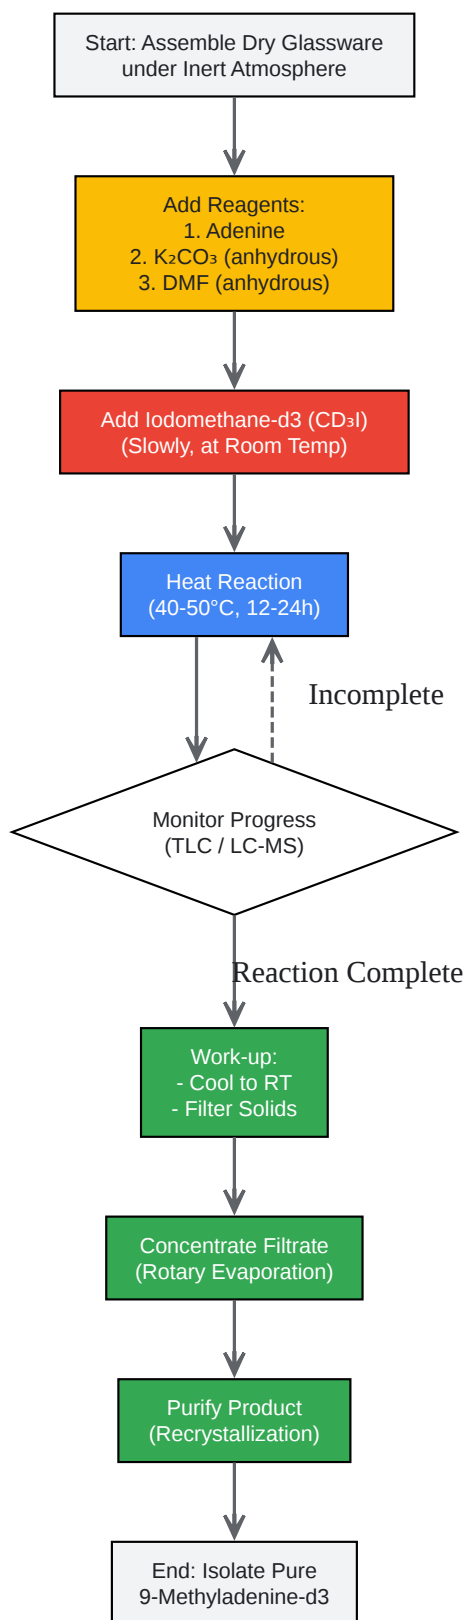 Start: Assemble Dry Glassware
under Inert Atmosphere
Add Reagents:
1. Adenine
2. K₂CO₃ (anhydrous)
3. DMF (anhydrous)
Add Iodomethane-d3 (CD₃I)
(Slowly, at Room Temp)
Heat Reaction
(40-50°C, 12-24h)
Incomplete
Monitor Progress
(TLC / LC-MS)
Reaction Complete
Work-up:
- Cool to RT
- Filter Solids
Concentrate Filtrate
(Rotary Evaporation)
Purify Product
(Recrystallization)
End: Isolate Pure
9-Methyladenine-d3